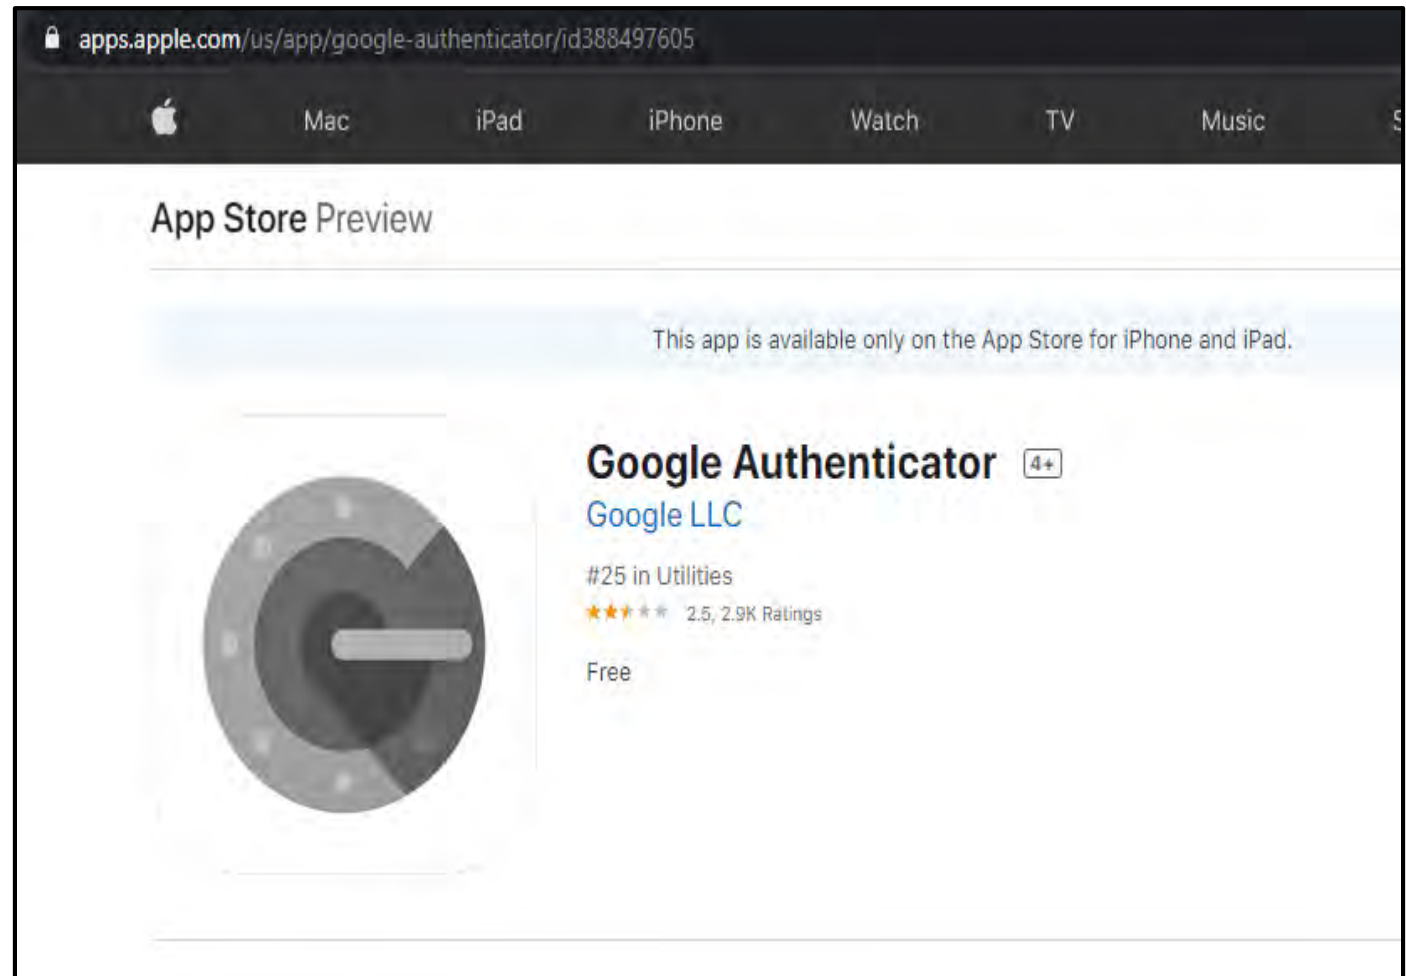 apps.apple.com/us/app/google-authenticator/id388497605
Mac iPad iPhone Watch TV Music
App Store Preview
This app is available only on the App Store for iPhone and iPad.
Google Authenticator 4+
Google LLC
#25 in Utilities
2.5, 2.9K Ratings
Free